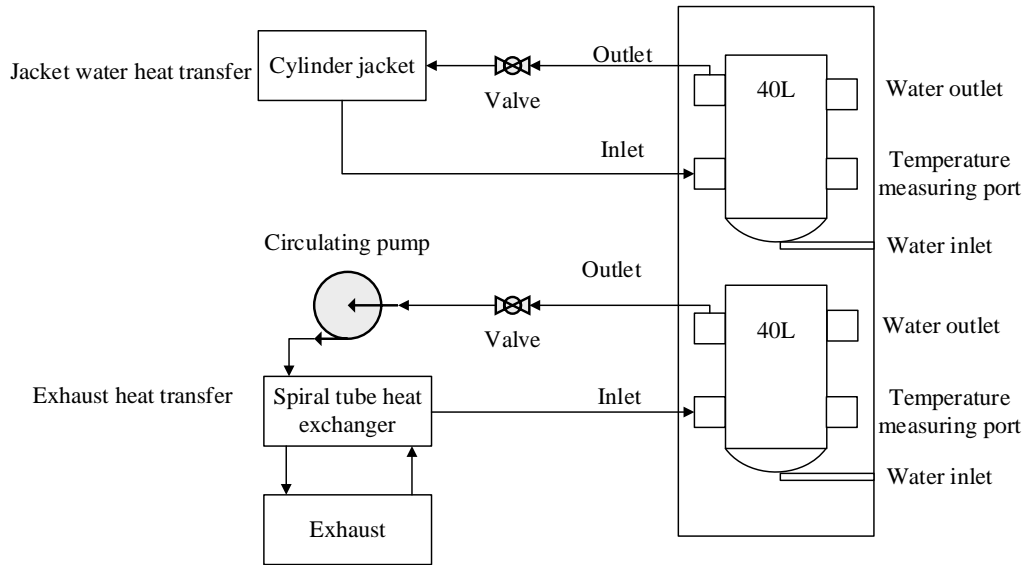 Jacket water heat transfer
Cylinder jacket
Valve
Outlet
Inlet
40L
Water outlet
Temperature
measuring port
Water inlet
Circulating pump
Outlet
Valve
Exhaust heat transfer
Spiral tube heat
exchanger
Inlet
Exhaust
40L
Water outlet
Temperature
measuring port
Water inlet